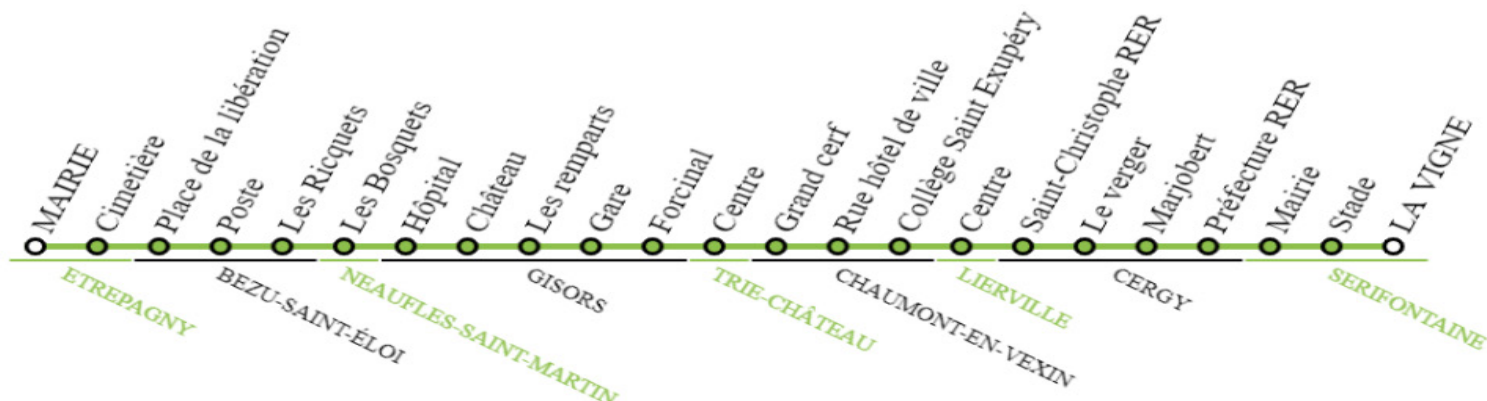 MAIRIE
Cimetière
Place de la libération
Poste
Les Ricquets
Les Bosquets
Hôpital
Château
Les remparts
Gare
Forcinal
Centre
Grand cerf
Rue hôtel de ville
Collège Saint Exupéry
Centre
Saint-Christophe RER
Le verger
Marjobert
Préfecture RER
Mairie
Stade
LA VIGNE
ETREPAGNY
BEZU-SAINT-ÉLOI
NEAUFLES-SAINT-MARTIN
GISORS
TRIE-CHÂTEAU
CHAUMONT-EN-VEXIN
LIERVILLE
CERGY
SERIFONTAINE